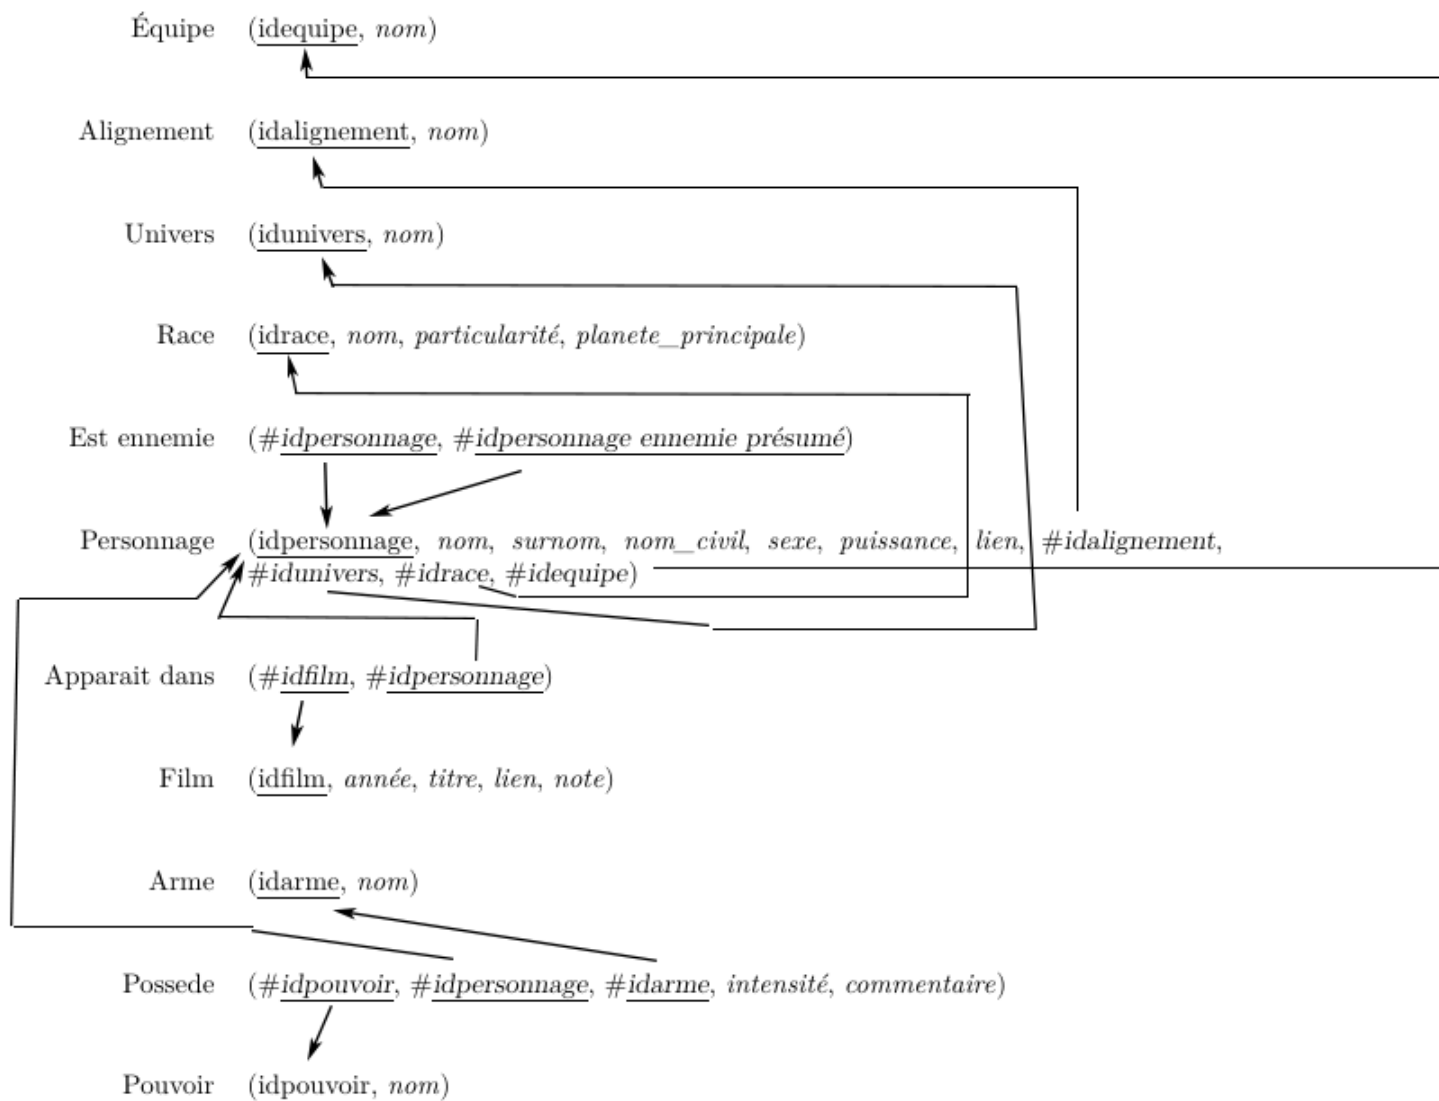 Équipe (idequipe, nom)
Alignement (idalignement, nom)
Univers (idunivers, nom)
Race (idrace, nom, particularité, planete_principale)
Est ennemie (#idpersonnage, #idpersonnage ennemie présumé)
Personnage (idpersonnage, nom, surnom, nom_civil, sexe, puissance, lien, #idalignement,
#idunivers, #idrace, #idequipe)
Apparait dans (#idfilm, #idpersonnage)
Film (idfilm, année, titre, lien, note)
Arme (idarme, nom)
Possede (#idpouvoir, #idpersonnage, #idarme, intensité, commentaire)
Pouvoir (idpouvoir, nom)